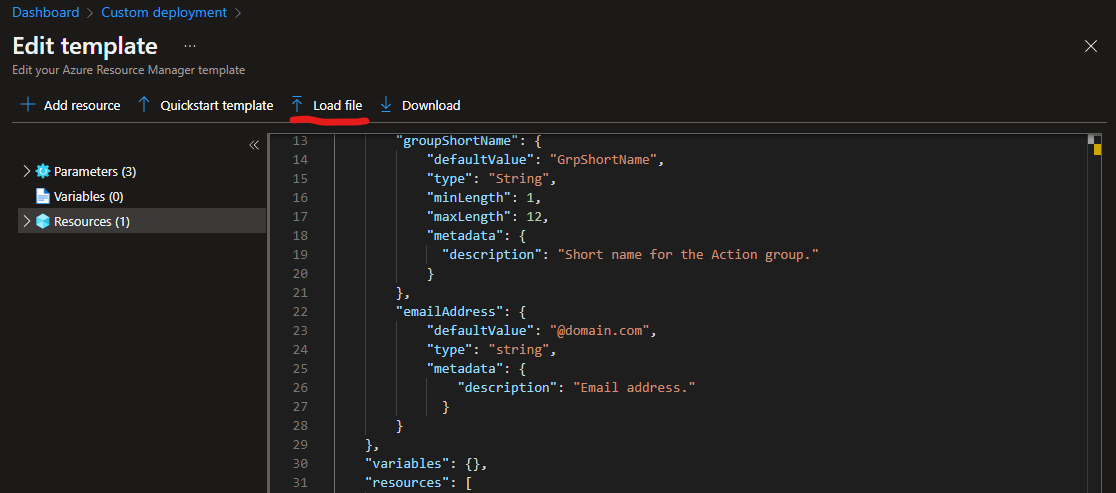 Dashboard > Custom deployment >
Edit template ...
Edit your Azure Resource Manager template
+ Add resource ↑ Quickstart template Load file ↓ Download
«
> Parameters (3)
Variables (0)
> Resources (1)
13 "groupShortName": {
14 "defaultValue": "GrpShortName",
15 "type": "String",
16 "minLength": 1,
17 "maxLength": 12,
18 "metadata": {
19 "description": "Short name for the Action group."
20 }
21 },
22 "emailAddress": {
23 "defaultValue": "@domain.com",
24 "type": "string",
25 "metadata": {
26 "description": "Email address."
27 }
28 }
29 },
30 "variables": {},
31 "resources": [